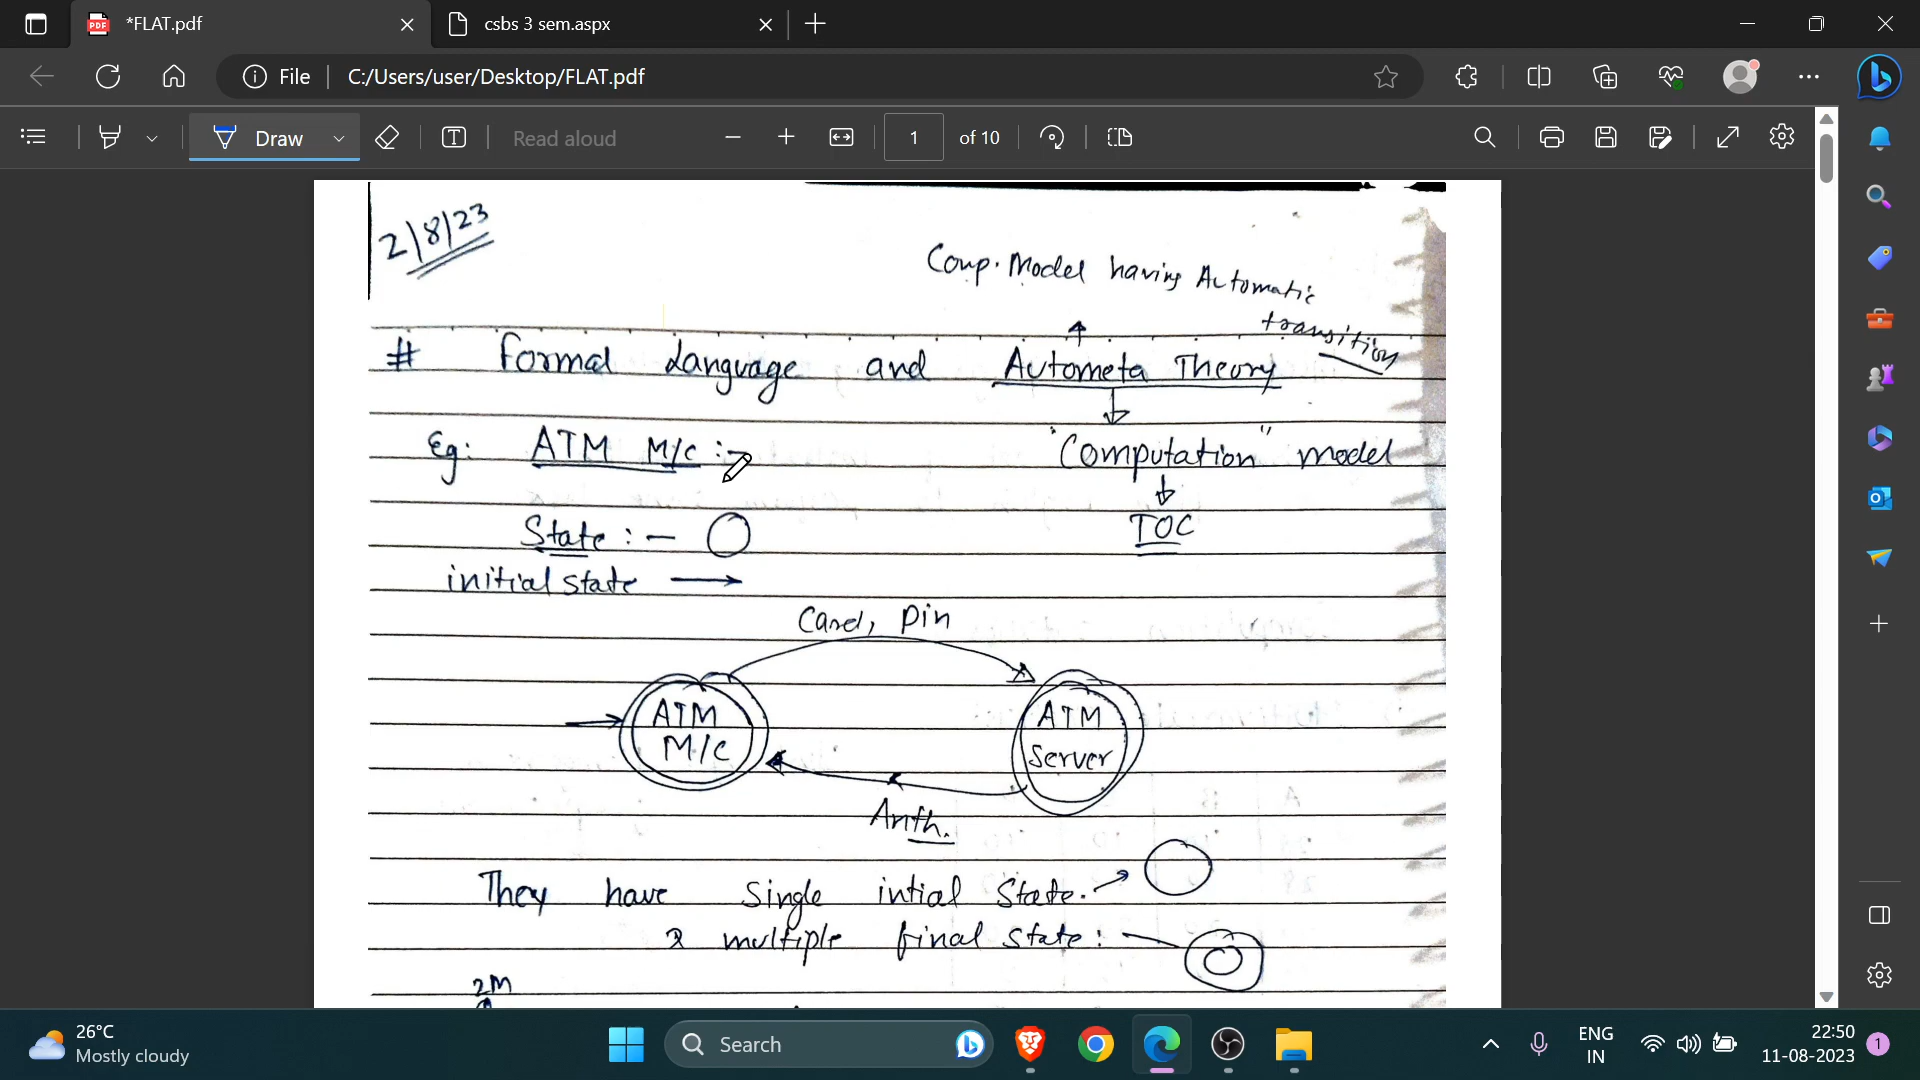 *FLAT.pdf
csbs 3 sem.aspx
File
C:/Users/user/Desktop/FLAT.pdf
Draw
Read aloud
1
of 10
2/8/23
Comp. Model having Automatic
transition
# Formal Language and Autometa Theory
Eg: ATM M/c :-
"Computation" model
State : -
TOC
initial state
Card, Pin
ATM
M/C
ATM
Server
Auth.
They have single intial State.
& multiple final state :
2M
26°C
Mostly cloudy
Search
ENG
IN
22:50
11-08-2023
1